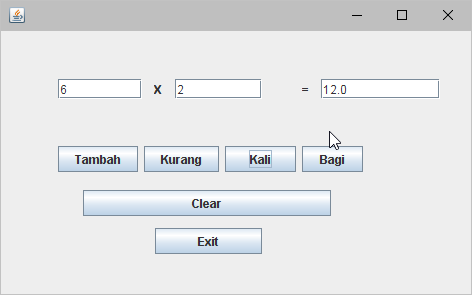 6 X 2 = 12.0
Tambah Kurang Kali Bagi
Clear
Exit